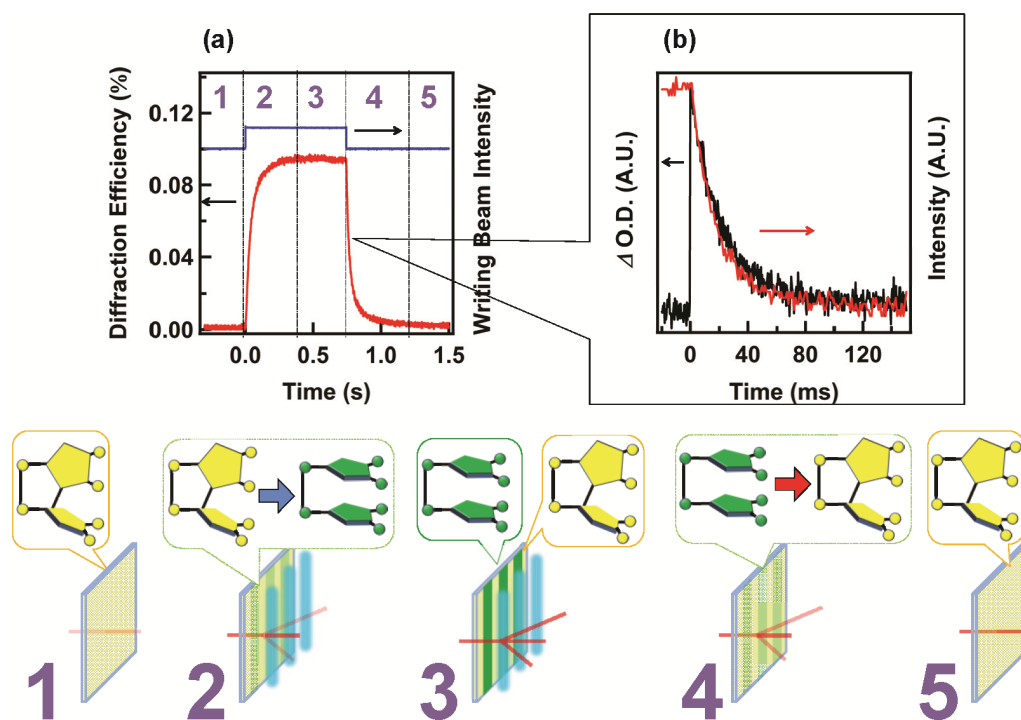 (a)
Diffraction Efficiency (%)
0.12
0.08
0.04
0.00
1 2 3 4 5
Writing Beam Intensity
0.0 0.5 1.0 1.5
Time (s)
(b)
Δ O.D. (A.U.)
Intensity (A.U.)
0 40 80 120
Time (ms)
1 2 3 4 5